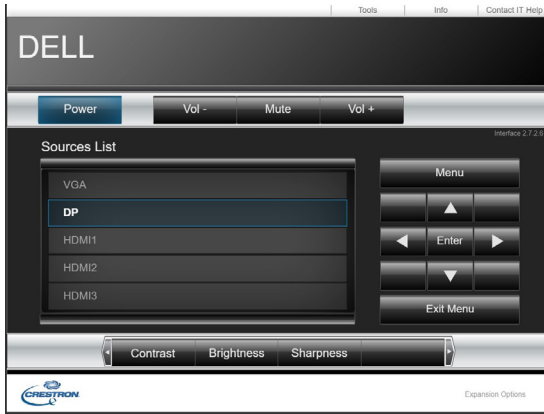 Tools Info Contact IT Help
DELL
Power Vol - Mute Vol +
Interface 2.7.2.6
Sources List
VGA
DP
HDMI1
HDMI2
HDMI3
Menu
Enter
Exit Menu
Contrast Brightness Sharpness
CRESTRON
Expansion Options